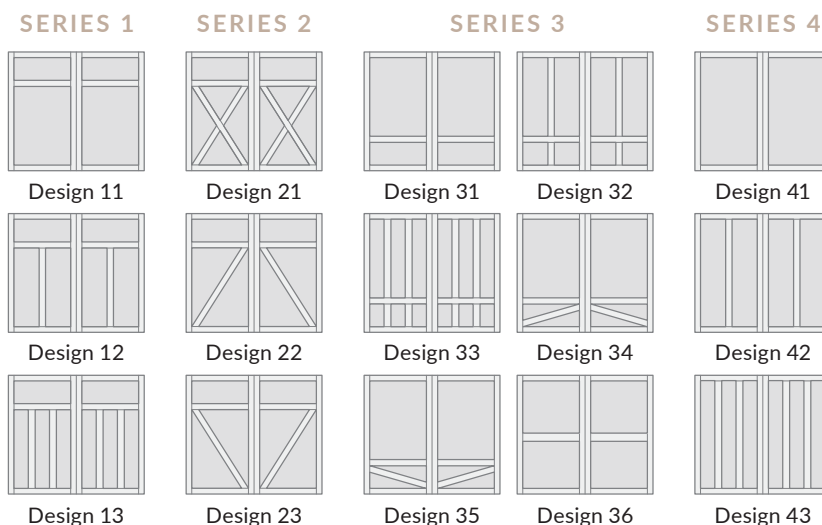 SERIES 1 SERIES 2 SERIES 3 SERIES 4
Design 11 Design 21 Design 31 Design 32 Design 41
Design 12 Design 22 Design 33 Design 34 Design 42
Design 13 Design 23 Design 35 Design 36 Design 43